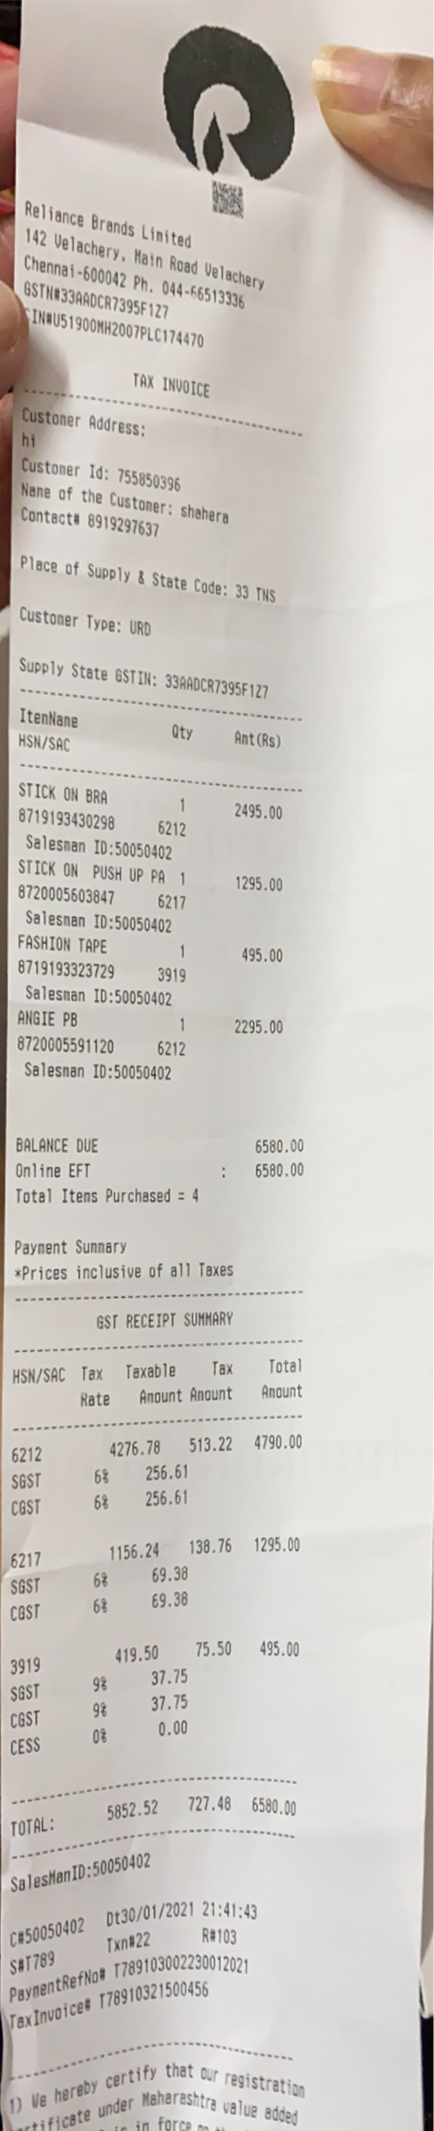 Reliance Brands Limited
142 Velachery, Main Road Velachery
Chennai-600042 Ph. 044-66513336
GSTN#33AADCR7395F1Z7
CIN#U51900MH2007PLC174470
TAX INVOICE
Customer Address:
hi
Customer Id: 755850396
Name of the Customer: shahera
Contact# 8919297637
Place of Supply & State Code: 33 TNS
Customer Type: URD
Supply State GSTIN: 33AADCR7395F1Z7
ItemName Qty Amt(Rs)
HSN/SAC
STICK ON BRA 1 2495.00
8719193430298 6212
Salesman ID:50050402
STICK ON PUSH UP PA 1 1295.00
8720005603847 6217
Salesman ID:50050402
FASHION TAPE 1 495.00
8719193323729 3919
Salesman ID:50050402
ANGIE PB 1 2295.00
8720005591120 6212
Salesman ID:50050402
BALANCE DUE 6580.00
Online EFT : 6580.00
Total Items Purchased = 4
Payment Summary
*Prices inclusive of all Taxes
GST RECEIPT SUMMARY
HSN/SAC Tax Taxable Tax Total
Rate Amount Amount Amount
6212 4276.78 513.22 4790.00
SGST 6% 256.61
CGST 6% 256.61
6217 1156.24 138.76 1295.00
SGST 6% 69.38
CGST 6% 69.38
3919 419.50 75.50 495.00
SGST 9% 37.75
CGST 9% 37.75
CESS 0% 0.00
TOTAL: 5852.52 727.48 6580.00
SalesManID:50050402
C#50050402 Dt30/01/2021 21:41:43
S#T789 Txn#22 R#103
PaymentRefNo# T789103002230012021
TaxInvoice# T78910321500456
1) We hereby certify that our registration
certificate under Maharashtra value added
is in force on